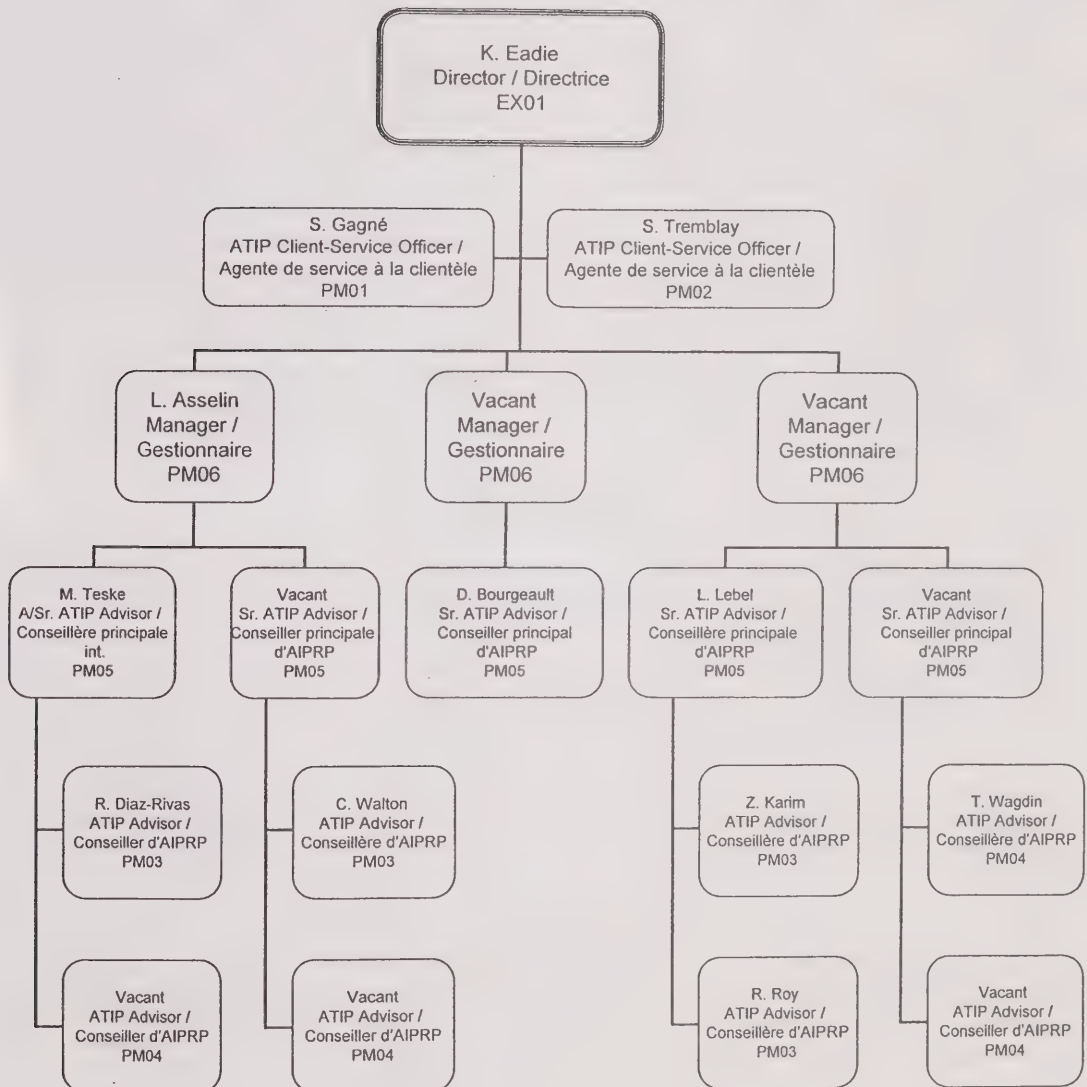 K. Eadie
Director / Directrice
EX01
S. Gagné
ATIP Client-Service Officer /
Agente de service à la clientèle
PM01
S. Tremblay
ATIP Client-Service Officer /
Agente de service à la clientèle
PM02
L. Asselin
Manager /
Gestionnaire
PM06
Vacant
Manager /
Gestionnaire
PM06
Vacant
Manager /
Gestionnaire
PM06
M. Teske
A/Sr. ATIP Advisor /
Conseillère principale
int.
PM05
Vacant
Sr. ATIP Advisor /
Conseiller principale
d'AIPRP
PM05
D. Bourgeault
Sr. ATIP Advisor /
Conseiller principal
d'AIPRP
PM05
L. Lebel
Sr. ATIP Advisor /
Conseillère principale
d'AIPRP
PM05
Vacant
Sr. ATIP Advisor /
Conseiller principal
d'AIPRP
PM05
R. Diaz-Rivas
ATIP Advisor /
Conseiller d'AIPRP
PM03
C. Walton
ATIP Advisor /
Conseillère d'AIPRP
PM03
Z. Karim
ATIP Advisor /
Conseillère d'AIPRP
PM03
T. Wagdin
ATIP Advisor /
Conseillère d'AIPRP
PM04
Vacant
ATIP Advisor /
Conseiller d'AIPRP
PM04
Vacant
ATIP Advisor /
Conseiller d'AIPRP
PM04
R. Roy
ATIP Advisor /
Conseillère d'AIPRP
PM03
Vacant
ATIP Advisor /
Conseiller d'AIPRP
PM04